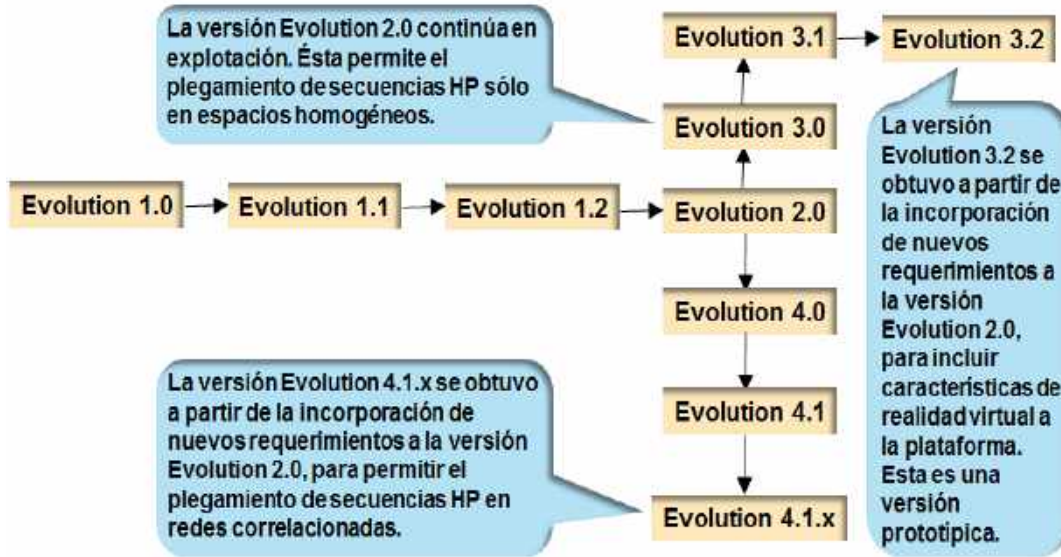 La versión Evolution 2.0 continúa en
explotación. Ésta permite el
plegamiento de secuencias HP sólo
en espacios homogéneos.
Evolution 3.1
Evolution 3.2
Evolution 3.0
La versión
Evolution 3.2 se
obtuvo a partir de
la incorporación
de nuevos
requerimientos a
la versión
Evolution 2.0,
para incluir
características de
realidad virtual a
la plataforma.
Esta es una
versión
prototípica.
Evolution 1.0
Evolution 1.1
Evolution 1.2
Evolution 2.0
Evolution 4.0
La versión Evolution 4.1.x se obtuvo
a partir de la incorporación de
nuevos requerimientos a la versión
Evolution 2.0, para permitir el
plegamiento de secuencias HP en
redes correlacionadas.
Evolution 4.1
Evolution 4.1.x